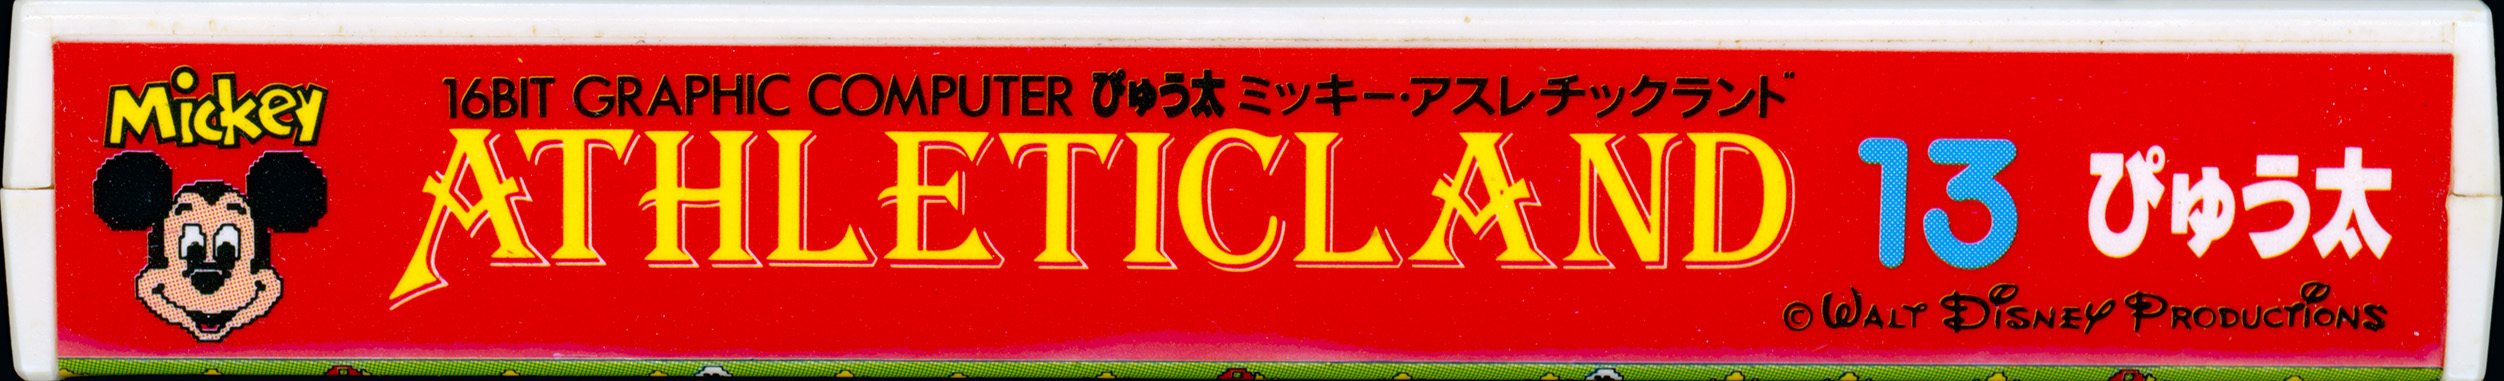 Mickey
16BIT GRAPHIC COMPUTER ぴゅう太 ミッキー・アスレチックランド
ATHLETICLAND
13
ぴゅう太
© WALT DISNEY PRODUCTIONS